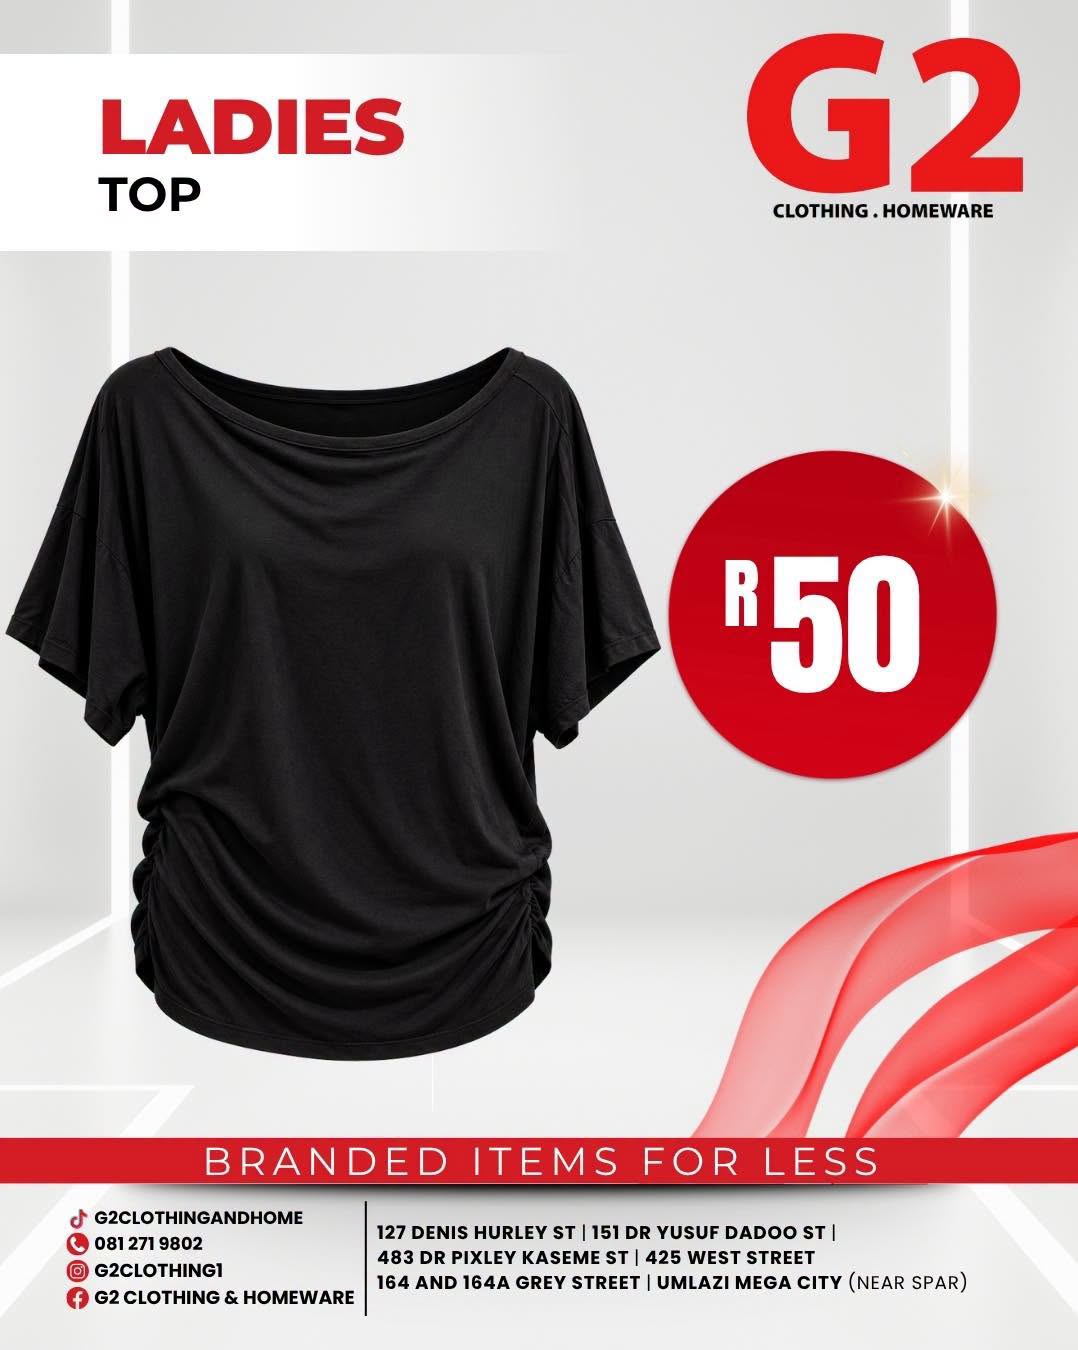 LADIES
TOP
G2
CLOTHING . HOMEWARE
R50
BRANDED ITEMS FOR LESS
G2CLOTHINGANDHOME
081 271 9802
G2CLOTHING1
G2 CLOTHING & HOMEWARE
127 DENIS HURLEY ST | 151 DR YUSUF DADOO ST |
483 DR PIXLEY KASEME ST | 425 WEST STREET
164 AND 164A GREY STREET | UMLAZI MEGA CITY (NEAR SPAR)